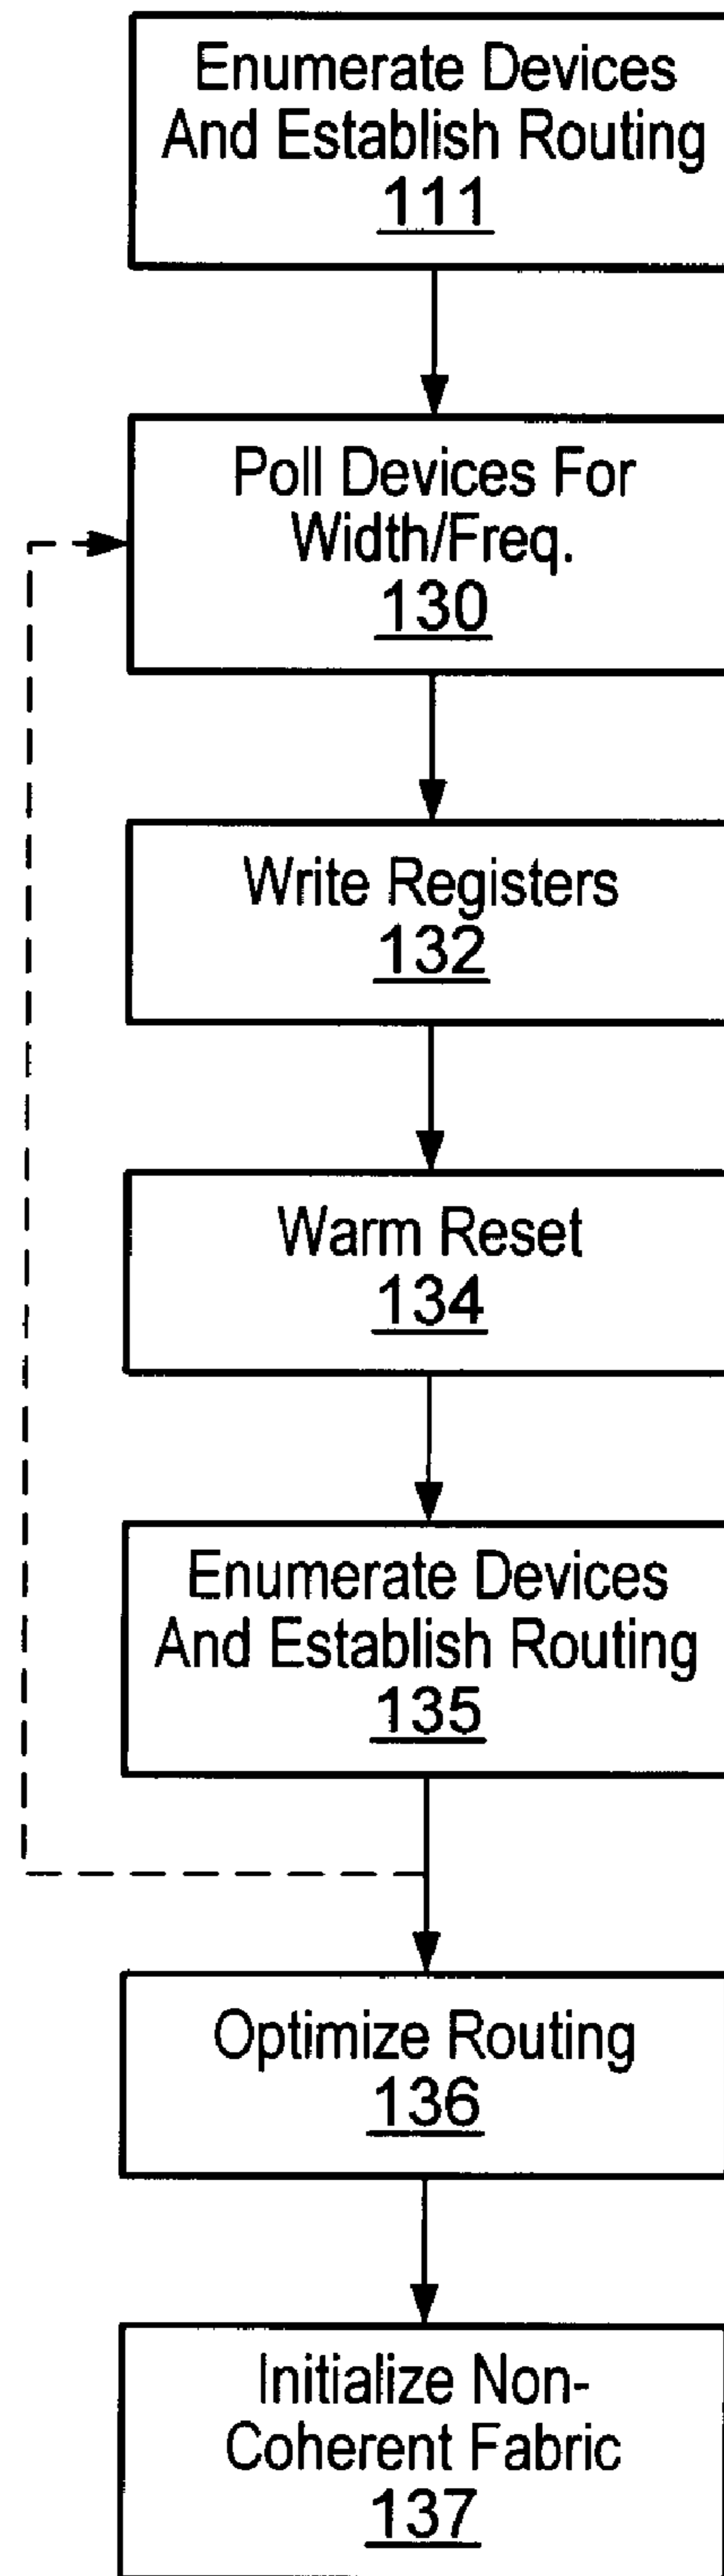 Enumerate Devices
And Establish Routing
111
Poll Devices For
Width/Freq.
130
Write Registers
132
Warm Reset
134
Enumerate Devices
And Establish Routing
135
Optimize Routing
136
Initialize Non-
Coherent Fabric
137